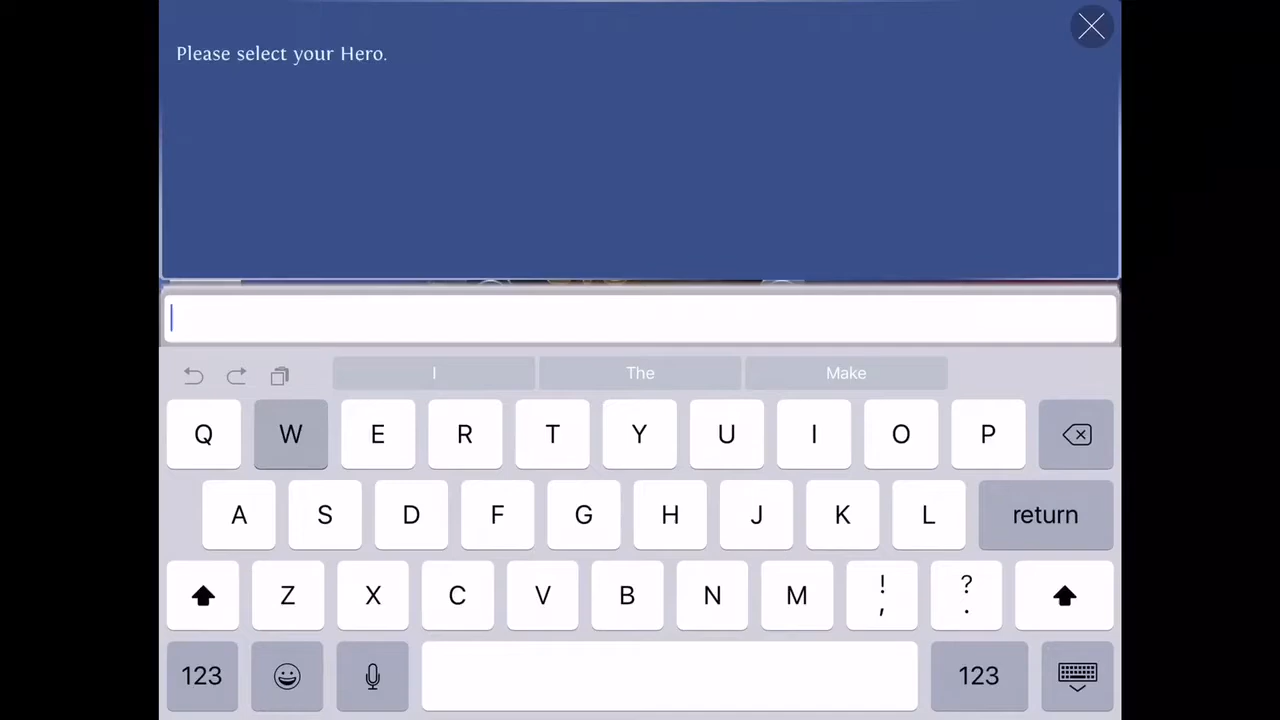 Please select your Hero.
I The Make
Q W E R T Y U I O P
A S D F G H J K L return
Z X C V B N M ! , ? .
123 123